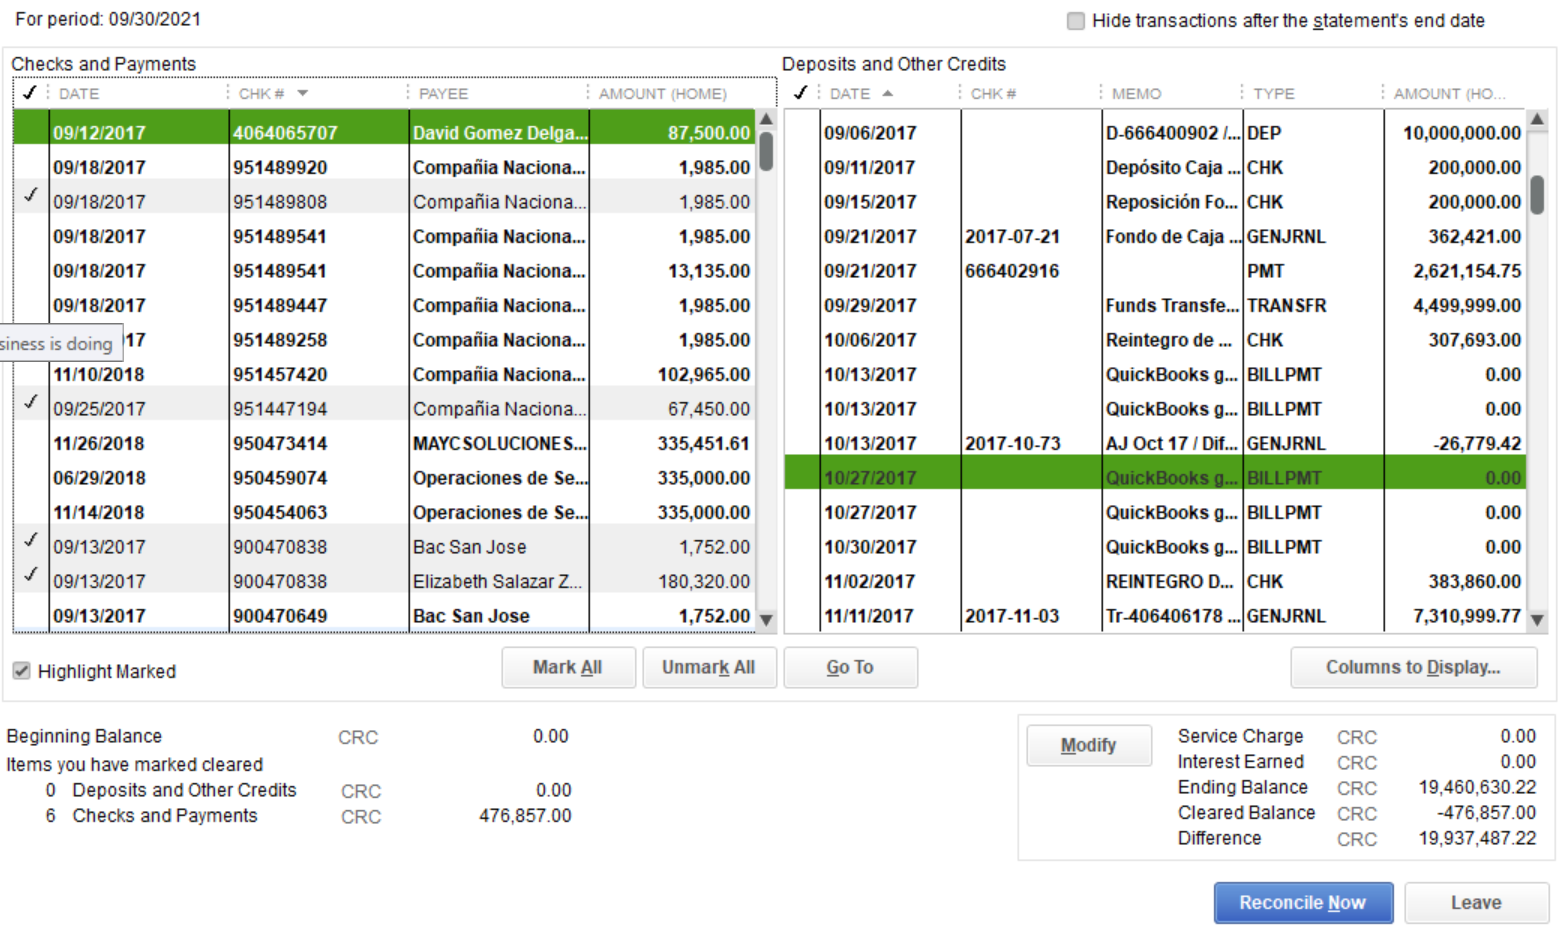 For period: 09/30/2021
Hide transactions after the statement's end date
Checks and Payments
Deposits and Other Credits
✓ DATE CHK # PAYEE AMOUNT (HOME)
✓ DATE CHK # MEMO TYPE AMOUNT (HO...
09/12/2017 4064065707 David Gomez Delga... 87,500.00
09/18/2017 951489920 Compañia Naciona... 1,985.00
✓ 09/18/2017 951489808 Compañia Naciona... 1,985.00
09/18/2017 951489541 Compañia Naciona... 1,985.00
09/18/2017 951489541 Compañia Naciona... 13,135.00
09/18/2017 951489447 Compañia Naciona... 1,985.00
siness is doing 17 951489258 Compañia Naciona... 1,985.00
11/10/2018 951457420 Compañia Naciona... 102,965.00
✓ 09/25/2017 951447194 Compañia Naciona... 67,450.00
11/26/2018 950473414 MAYCSOLUCIONES... 335,451.61
06/29/2018 950459074 Operaciones de Se... 335,000.00
11/14/2018 950454063 Operaciones de Se... 335,000.00
✓ 09/13/2017 900470838 Bac San Jose 1,752.00
✓ 09/13/2017 900470838 Elizabeth Salazar Z... 180,320.00
09/13/2017 900470649 Bac San Jose 1,752.00
09/06/2017 D-666400902 /... DEP 10,000,000.00
09/11/2017 Depósito Caja ... CHK 200,000.00
09/15/2017 Reposición Fo... CHK 200,000.00
09/21/2017 2017-07-21 Fondo de Caja ... GENJRNL 362,421.00
09/21/2017 666402916 PMT 2,621,154.75
09/29/2017 Funds Transfe... TRANSFR 4,499,999.00
10/06/2017 Reintegro de ... CHK 307,693.00
10/13/2017 QuickBooks g... BILLPMT 0.00
10/13/2017 QuickBooks g... BILLPMT 0.00
10/13/2017 2017-10-73 AJ Oct 17 / Dif... GENJRNL -26,779.42
10/27/2017 QuickBooks g... BILLPMT 0.00
10/27/2017 QuickBooks g... BILLPMT 0.00
10/30/2017 QuickBooks g... BILLPMT 0.00
11/02/2017 REINTEGRO D... CHK 383,860.00
11/11/2017 2017-11-03 Tr-406406178 ... GENJRNL 7,310,999.77
Highlight Marked
Mark All
Unmark All
Go To
Columns to Display...
Beginning Balance CRC 0.00
Items you have marked cleared
0 Deposits and Other Credits CRC 0.00
6 Checks and Payments CRC 476,857.00
Modify
Service Charge CRC 0.00
Interest Earned CRC 0.00
Ending Balance CRC 19,460,630.22
Cleared Balance CRC -476,857.00
Difference CRC 19,937,487.22
Reconcile Now
Leave